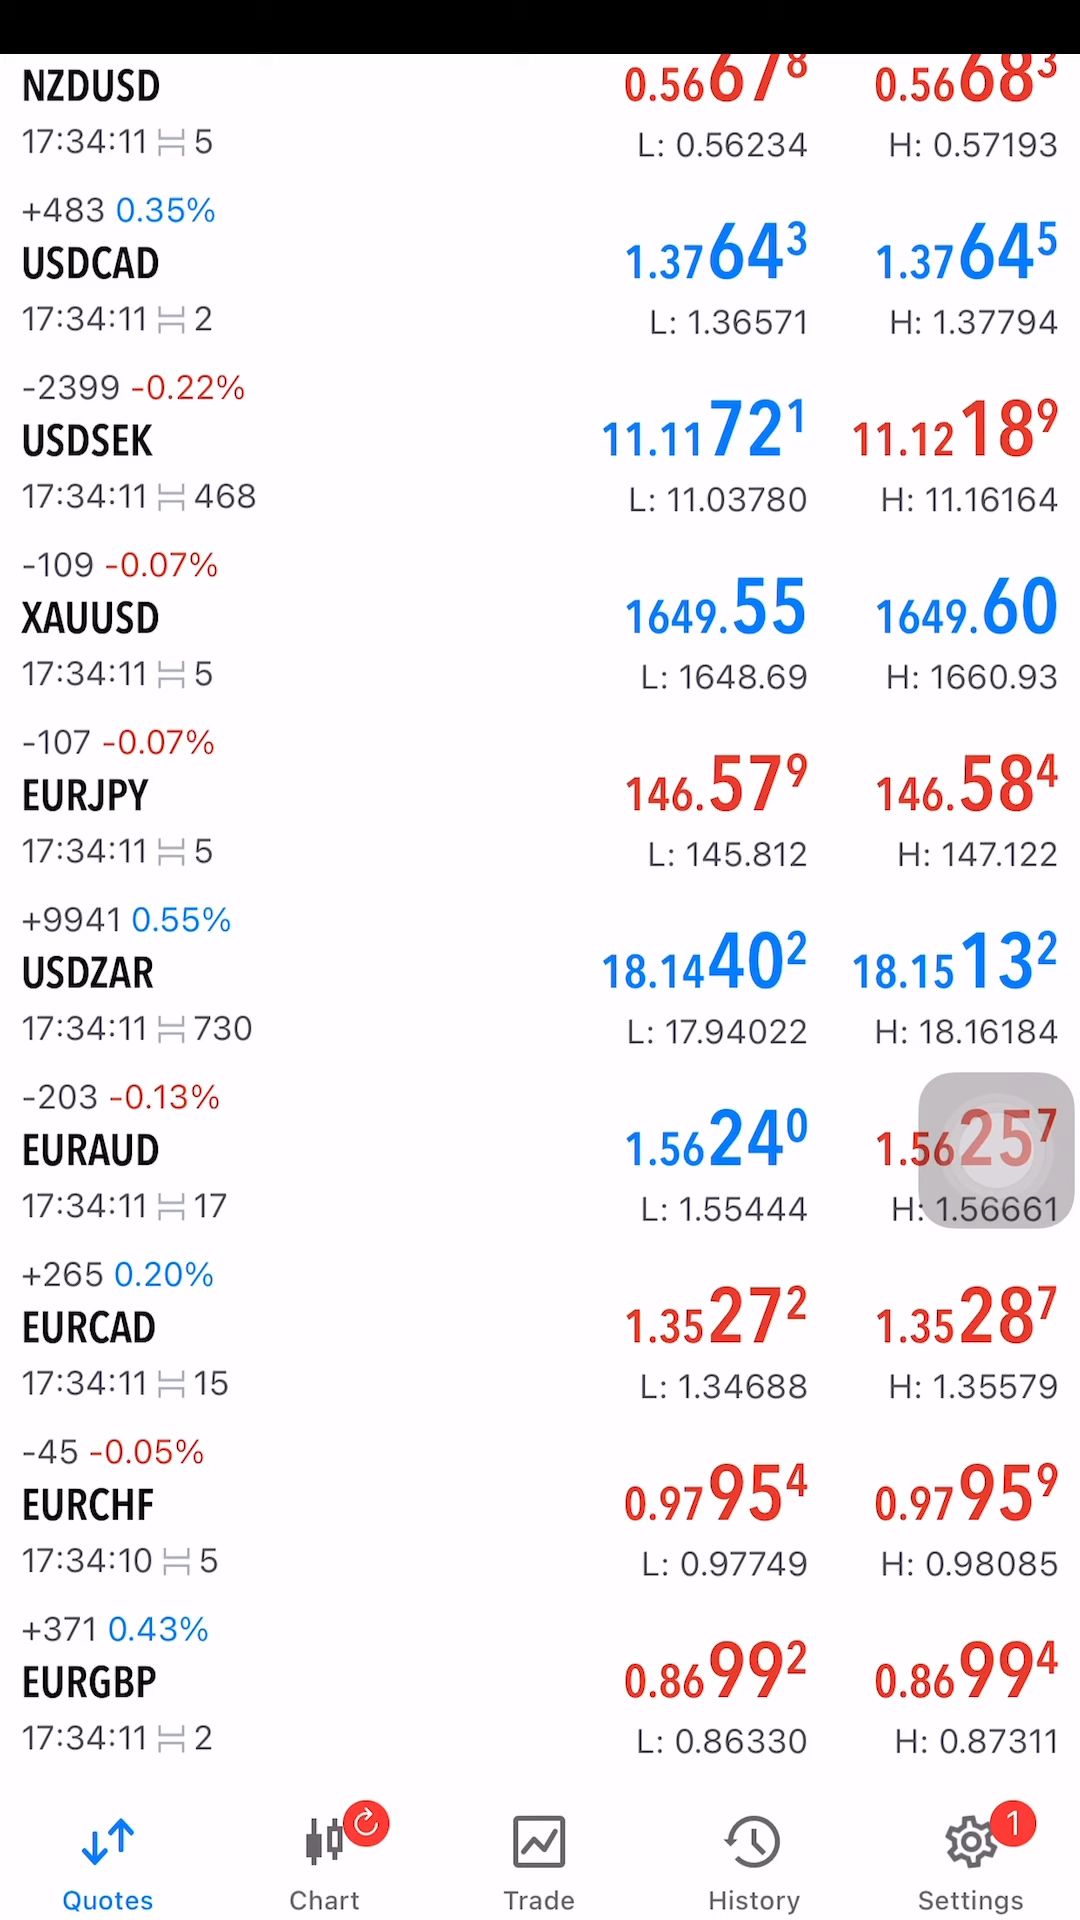 NZDUSD 0.56678 0.56683
17:34:11 5 L: 0.56234 H: 0.57193
+483 0.35%
USDCAD 1.37643 1.37645
17:34:11 2 L: 1.36571 H: 1.37794
-2399 -0.22%
USDSEK 11.11721 11.12189
17:34:11 468 L: 11.03780 H: 11.16164
-109 -0.07%
XAUUSD 1649.55 1649.60
17:34:11 5 L: 1648.69 H: 1660.93
-107 -0.07%
EURJPY 146.579 146.584
17:34:11 5 L: 145.812 H: 147.122
+9941 0.55%
USDZAR 18.14402 18.15132
17:34:11 730 L: 17.94022 H: 18.16184
-203 -0.13%
EURAUD 1.56240 1.56257
17:34:11 17 L: 1.55444 H: 1.56661
+265 0.20%
EURCAD 1.35272 1.35287
17:34:11 15 L: 1.34688 H: 1.35579
-45 -0.05%
EURCHF 0.97954 0.97959
17:34:10 5 L: 0.97749 H: 0.98085
+371 0.43%
EURGBP 0.86992 0.86994
17:34:11 2 L: 0.86330 H: 0.87311
1
Quotes Chart Trade History Settings